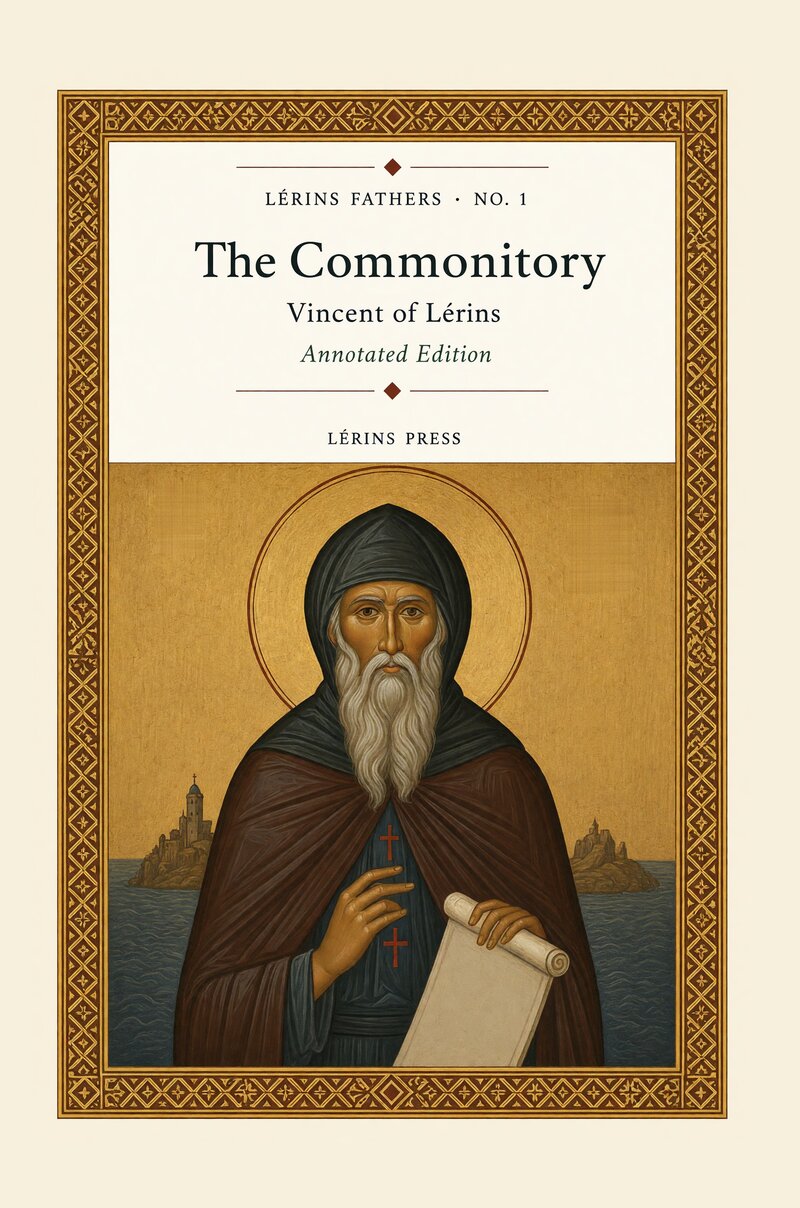 LÉRINS FATHERS · NO. 1
The Commonitory
Vincent of Lérins
Annotated Edition
LÉRINS PRESS